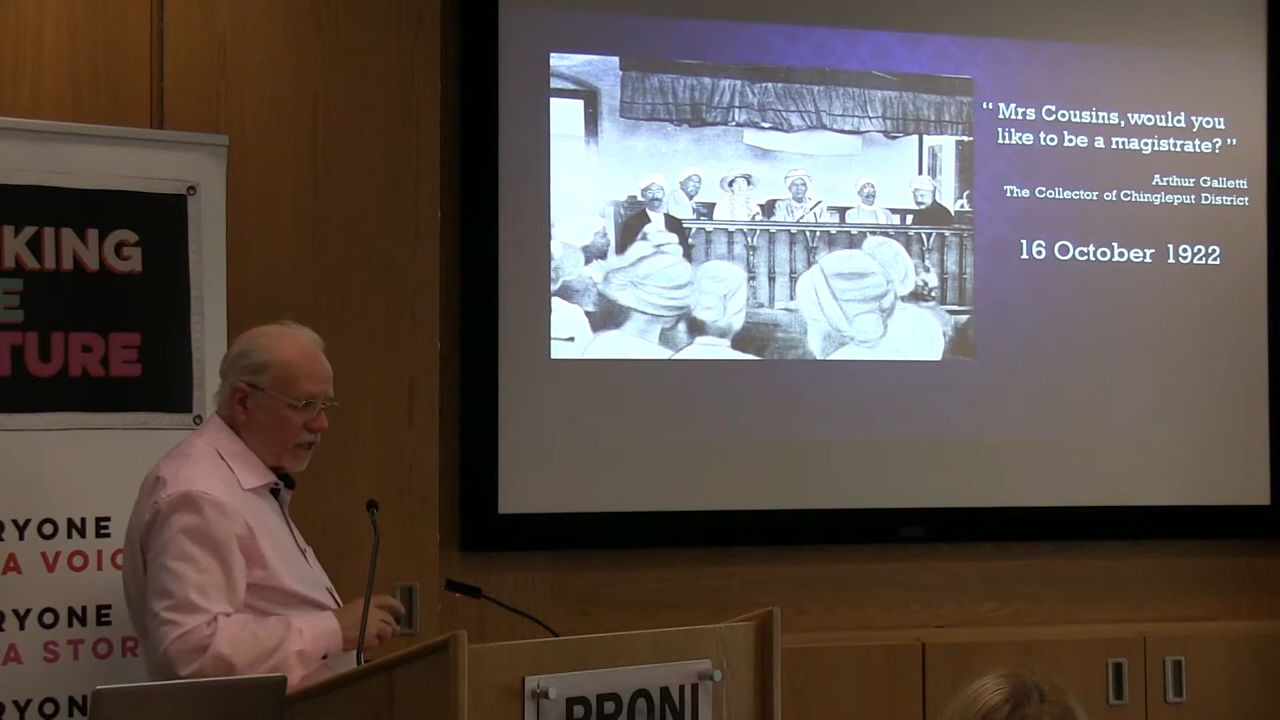 KING
E
TURE
RYONE
A VOIC
RYONE
A STOR
RYON
“ Mrs Cousins, would you
like to be a magistrate? ”
Arthur Galletti
The Collector of Chingleput District
16 October 1922
PRONI